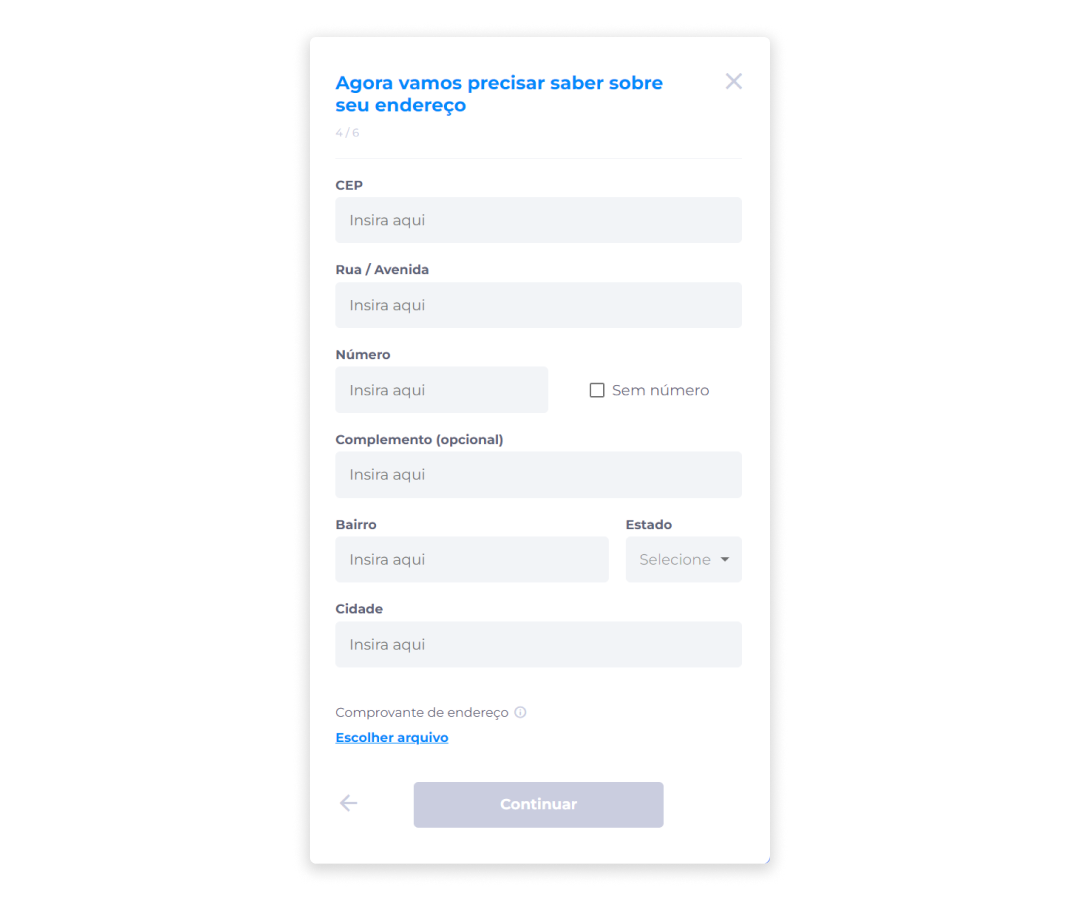 Agora vamos precisar saber sobre
seu endereço
4 / 6
CEP
Insira aqui
Rua / Avenida
Insira aqui
Número
Insira aqui
Sem número
Complemento (opcional)
Insira aqui
Bairro
Estado
Insira aqui
Selecione
Cidade
Insira aqui
Comprovante de endereço
Escolher arquivo
Continuar